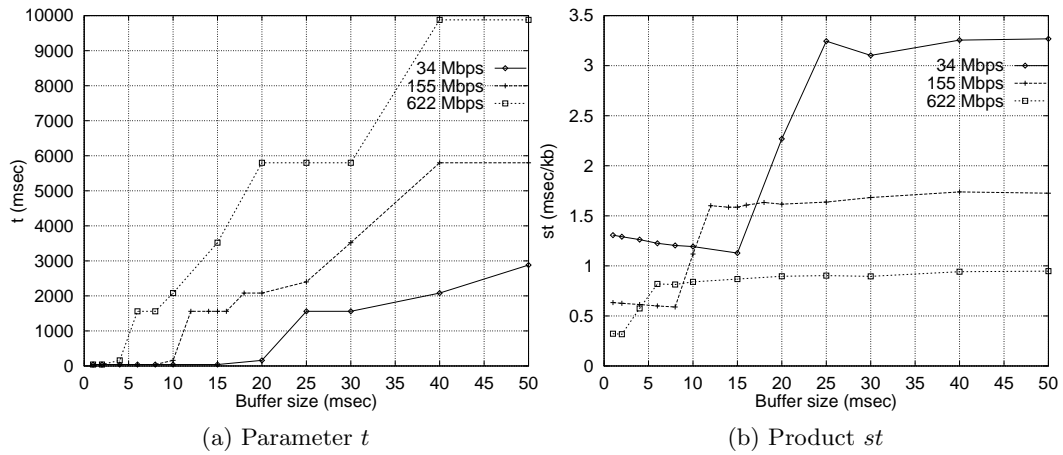 10000
9000
8000
7000
6000
5000
4000
3000
2000
1000
0
t (msec)
34 Mbps
155 Mbps
622 Mbps
0 5 10 15 20 25 30 35 40 45 50
Buffer size (msec)
(a) Parameter t
3.5
3
2.5
2
1.5
1
0.5
0
st (msec/kb)
34 Mbps
155 Mbps
622 Mbps
0 5 10 15 20 25 30 35 40 45 50
Buffer size (msec)
(b) Product st